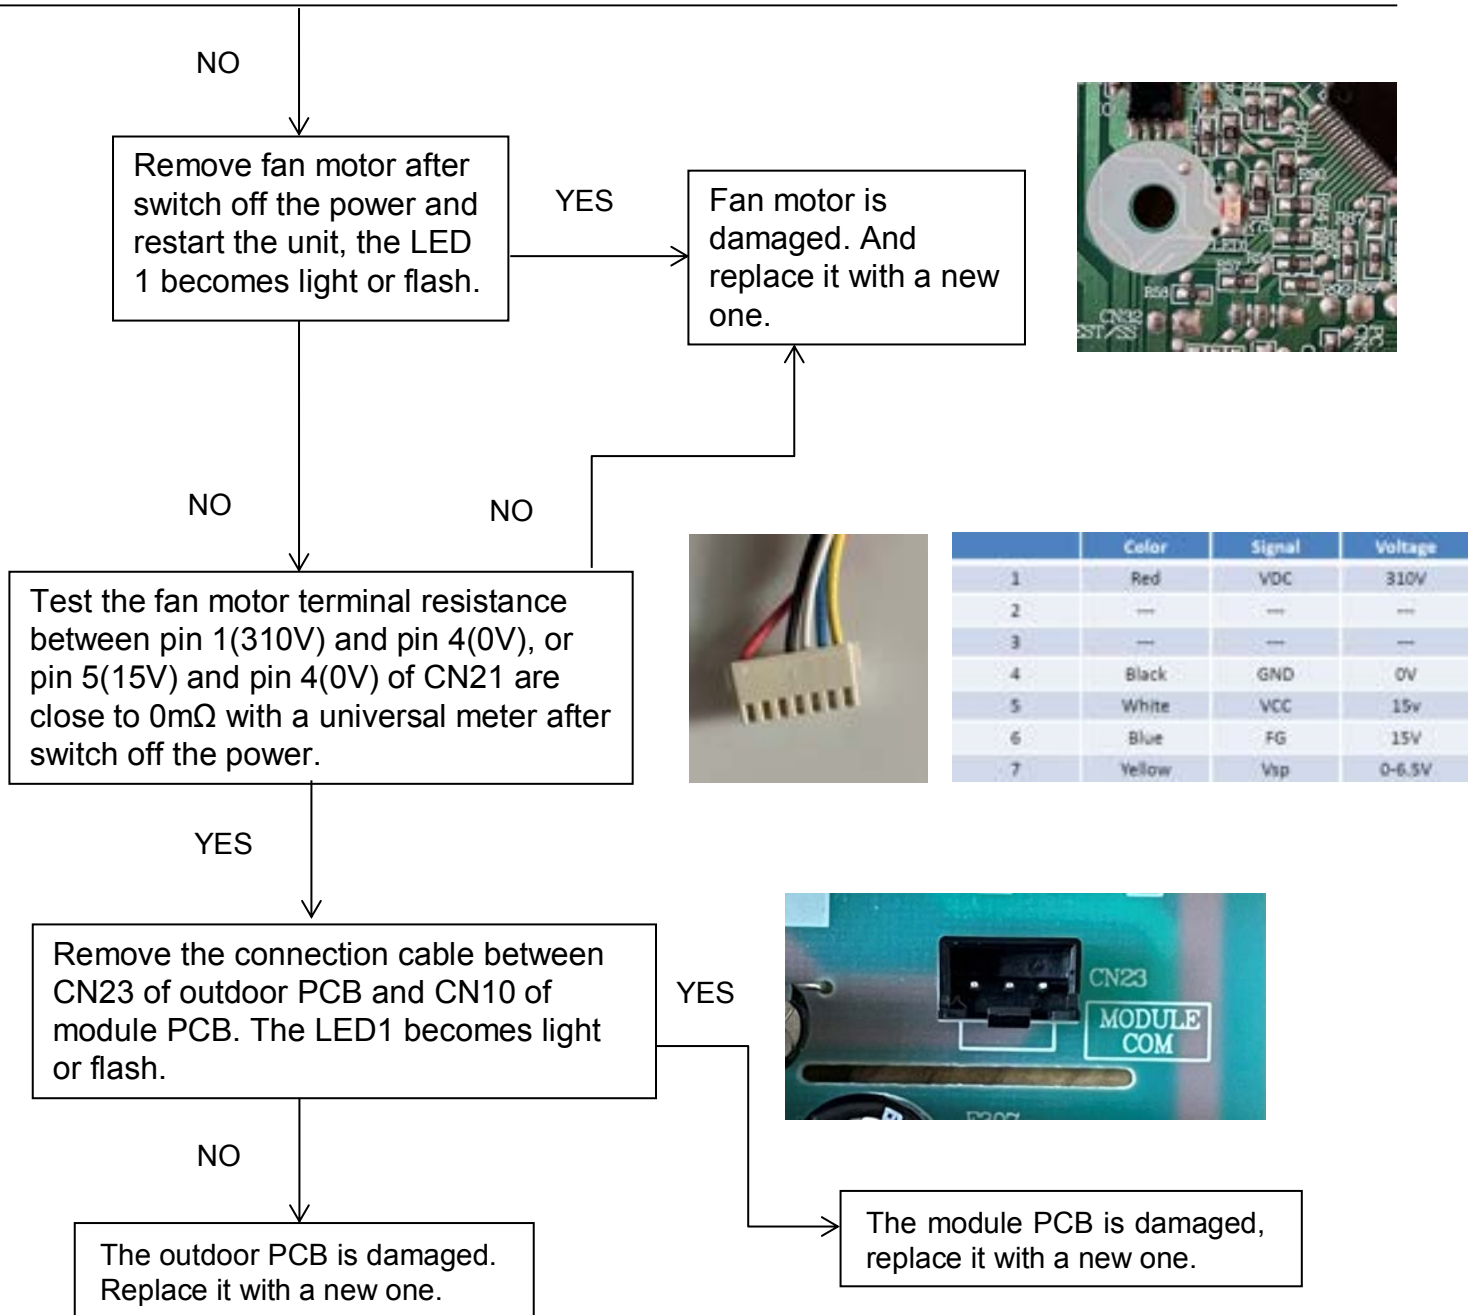 NO
Remove fan motor after
switch off the power and
restart the unit, the LED
1 becomes light or flash.
YES
Fan motor is
damaged. And
replace it with a new
one.
R90
R87
R58
CN32
EST/SS
NO
NO
Test the fan motor terminal resistance
between pin 1(310V) and pin 4(0V), or
pin 5(15V) and pin 4(0V) of CN21 are
close to 0mΩ with a universal meter after
switch off the power.
Color Signal Voltage
1 Red VDC 310V
2 --- --- ---
3 --- --- ---
4 Black GND 0V
5 White VCC 15v
6 Blue FG 15V
7 Yellow Vsp 0-6.5V
YES
Remove the connection cable between
CN23 of outdoor PCB and CN10 of
module PCB. The LED1 becomes light
or flash.
YES
CN23
MODULE
COM
NO
The outdoor PCB is damaged.
Replace it with a new one.
The module PCB is damaged,
replace it with a new one.